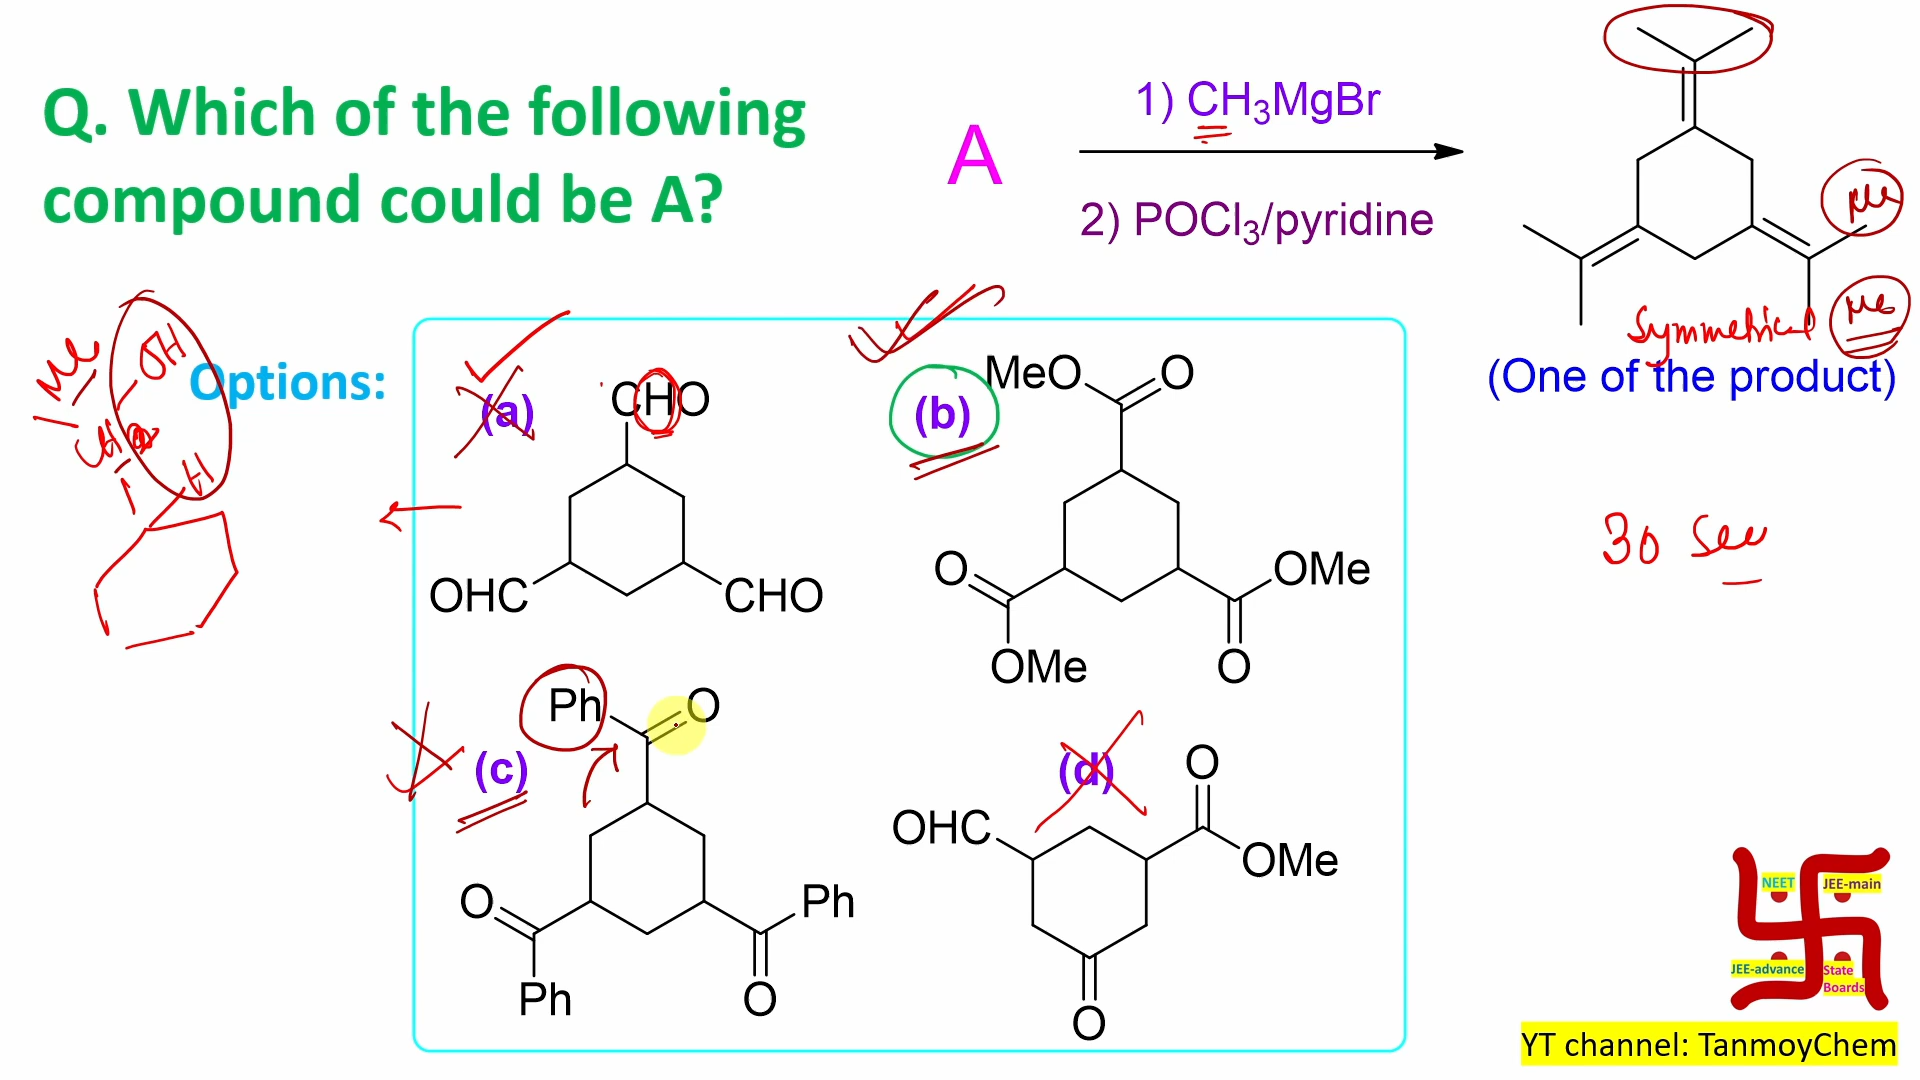 Q. Which of the following
compound could be A?
A
1) CH₃MgBr
2) POCl₃/pyridine
Me
Me
Symmetrical
(One of the product)
Me
OH
H
Options:
(a)
CHO
OHC
CHO
(b)
MeO
O
O
OMe
OMe
O
30 Sec
(c)
Ph
O
O
Ph
Ph
O
(d)
O
OHC
OMe
O
NEET
JEE-main
JEE-advance
State
Boards
YT channel: TanmoyChem